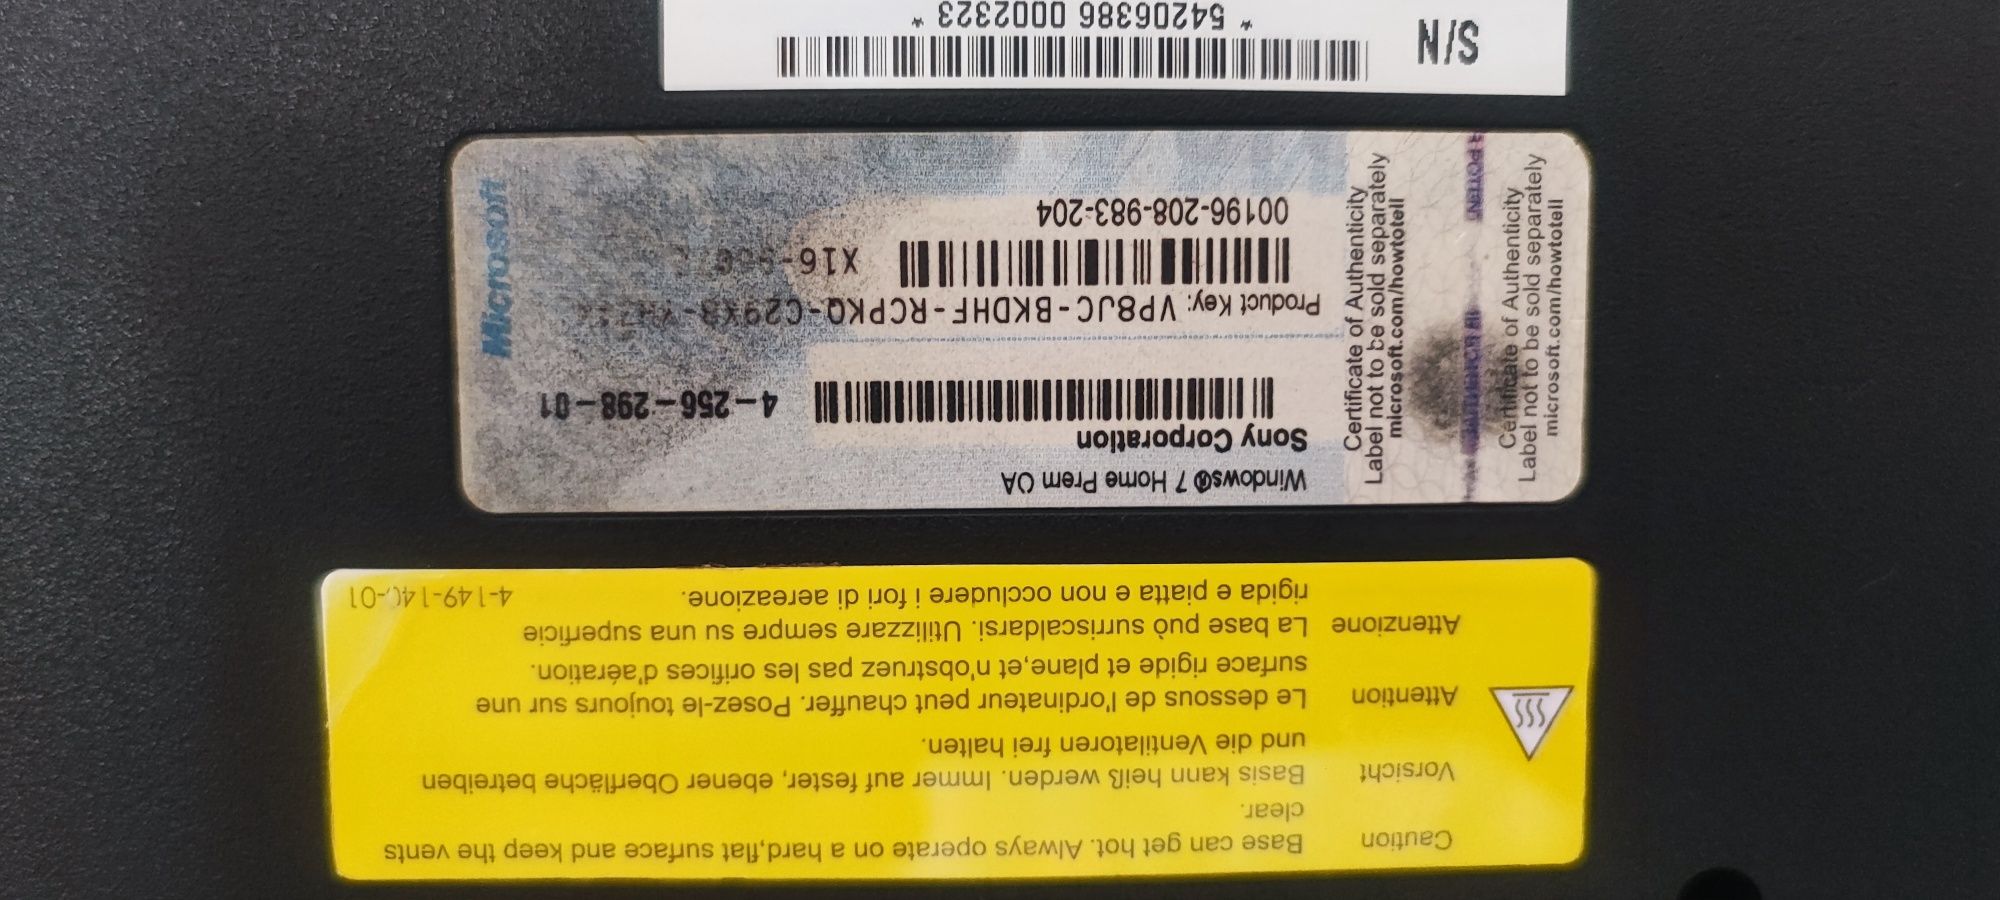 Caution Base can get hot. Always operate on a hard,flat surface and keep the vents
clear.
Vorsicht Basis kann heiß werden. Immer auf fester, ebener Oberfläche betreiben
und die Ventilatoren frei halten.
Attention Le dessous de l'ordinateur peut chauffer. Posez-le toujours sur une
surface rigide et plane,et n'obstruez pas les orifices d'aération.
Attenzione La base può surriscaldarsi. Utilizzare sempre su una superficie
rigida e piatta e non occludere i fori di aereazione.
4-149-140-01
Certificate of Authenticity
Label not to be sold separately
microsoft.com/howtotell
Certificate of Authenticity
Label not to be sold separately
microsoft.com/howtotell
Windows® 7 Home Prem OA
Sony Corporation
4-256-298-01
Product Key: VP8JC-BKDHF-RCPKQ-
X16-
00196-208-983-204
Microsoft
S/N
* 54206386 0002323 *